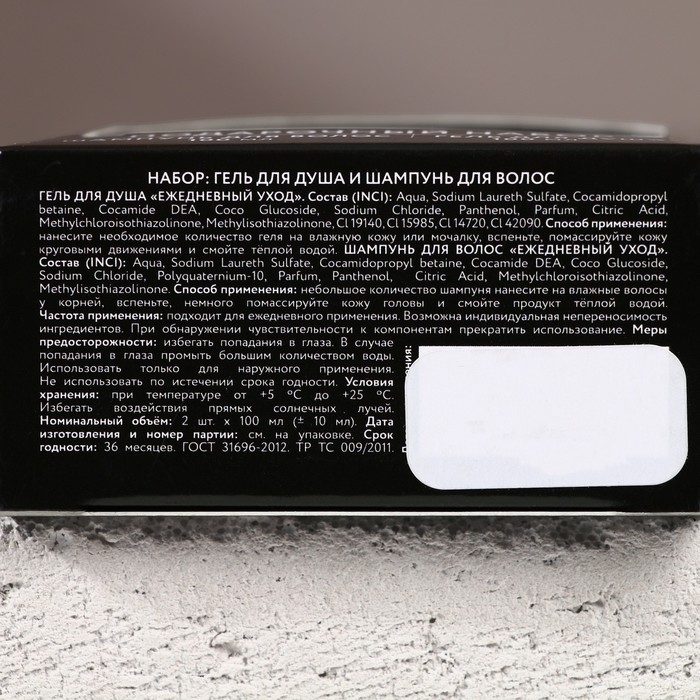 ПОДАРОЧНЫЙ НАБОР
НАБОР: ГЕЛЬ ДЛЯ ДУША И ШАМПУНЬ ДЛЯ ВОЛОС
ГЕЛЬ ДЛЯ ДУША «ЕЖЕДНЕВНЫЙ УХОД». Состав (INCI): Aqua, Sodium Laureth Sulfate, Cocamidopropyl
betaine, Cocamide DEA, Coco Glucoside, Sodium Chloride, Panthenol, Parfum, Citric Acid,
Methylchloroisothiazolinone, Methylisothiazolinone, Cl 19140, Cl 15985, Cl 14720, Cl 42090. Способ применения:
нанесите необходимое количество геля на влажную кожу или мочалку, вспеньте, помассируйте кожу
круговыми движениями и смойте тёплой водой. ШАМПУНЬ ДЛЯ ВОЛОС «ЕЖЕДНЕВНЫЙ УХОД».
Состав (INCI): Aqua, Sodium Laureth Sulfate, Cocamidopropyl betaine, Cocamide DEA, Coco Glucoside,
Sodium Chloride, Polyquaternium-10, Parfum, Panthenol, Citric Acid, Methylchloroisothiazolinone,
Methylisothiazolinone. Способ применения: небольшое количество шампуня нанесите на влажные волосы
у корней, вспеньте, немного помассируйте кожу головы и смойте продукт тёплой водой.
Частота применения: подходит для ежедневного применения. Возможна индивидуальная непереносимость
ингредиентов. При обнаружении чувствительности к компонентам прекратить использование. Меры
предосторожности: избегать попадания в глаза. В случае
попадания в глаза промыть большим количеством воды.
Использовать только для наружного применения.
Не использовать по истечении срока годности. Условия
хранения: при температуре от +5 °C до +25 °C.
Избегать воздействия прямых солнечных лучей.
Номинальный объём: 2 шт. х 100 мл (± 10 мл). Дата
изготовления и номер партии: см. на упаковке. Срок
годности: 36 месяцев. ГОСТ 31696-2012. ТР ТС 009/2011.